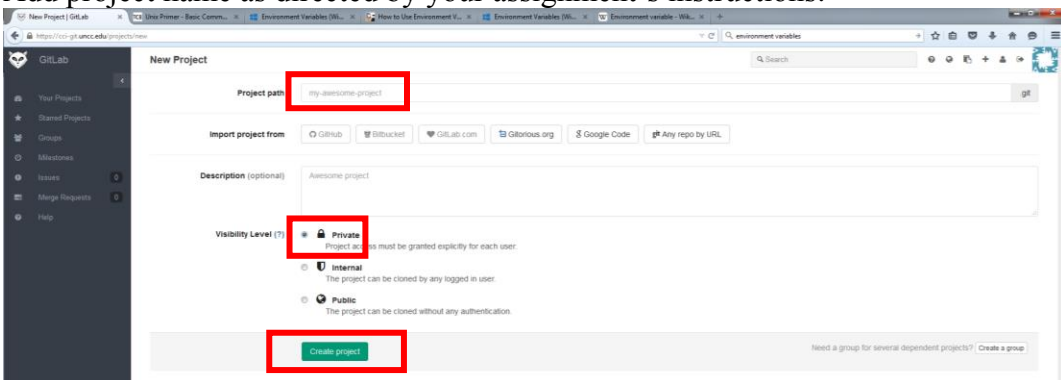 Add project name as directed by your assignment's instructions.
New Project | GitLab
Unix Primer - Basic Comm...
Environment Variables (Wi...
How to Use Environment V...
Environment Variables (Wi...
Environment variable - Wik...
https://cci-git.uncc.edu/projects/new
environment variables
GitLab
New Project
Search
Your Projects
Starred Projects
Groups
Milestones
Issues 0
Merge Requests 0
Help
Project path
my-awesome-project
.git
Import project from
GitHub
Bitbucket
GitLab.com
Gitorious.org
Google Code
git Any repo by URL
Description (optional)
Awesome project
Visibility Level (?)
Private
Project access must be granted explicitly for each user.
Internal
The project can be cloned by any logged in user.
Public
The project can be cloned without any authentication.
Create project
Need a group for several dependent projects? Create a group